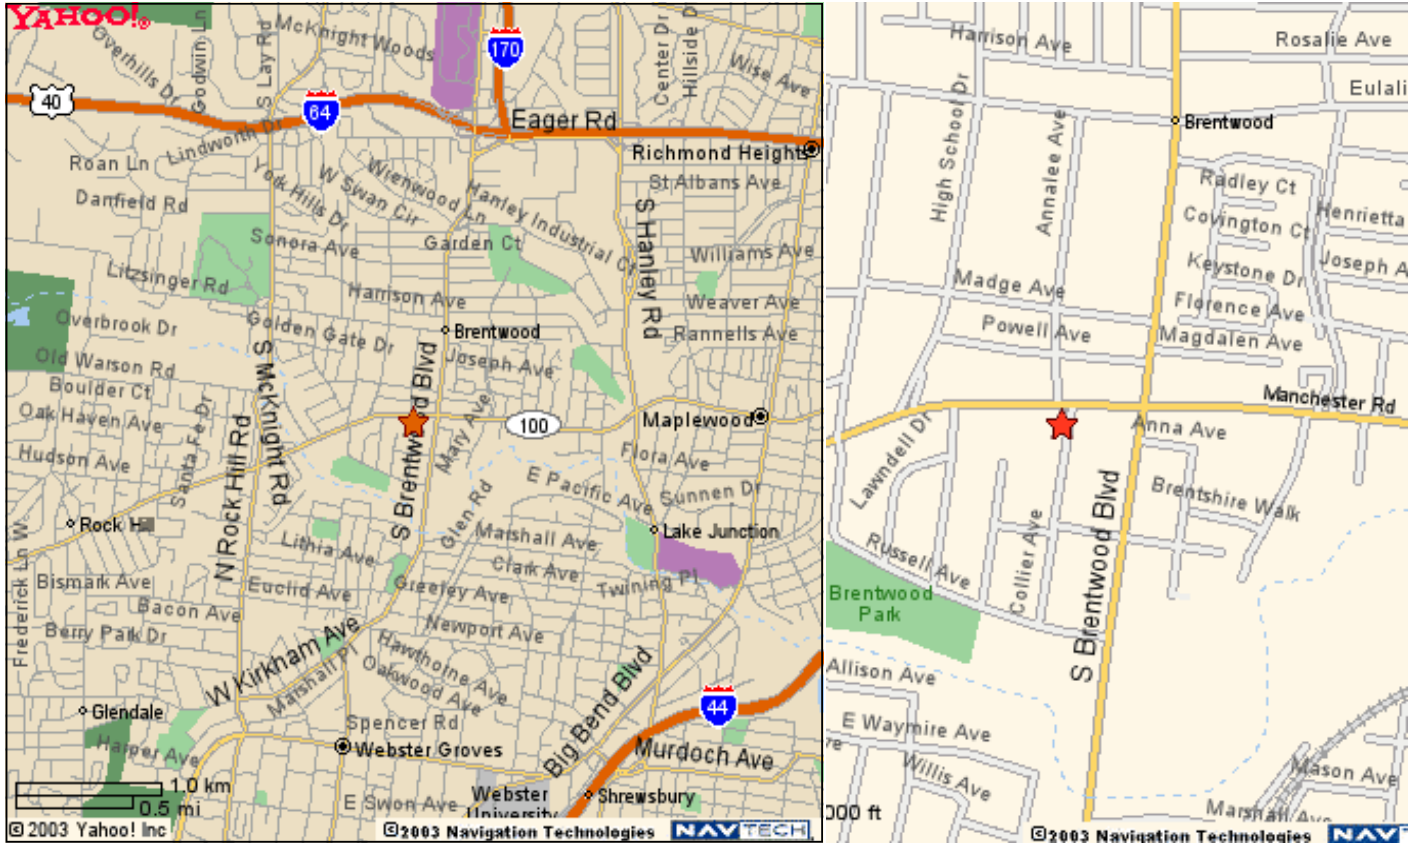 YAHOO!®
McKnight Woods
Overhills Dr
Godwin Ln
S Lay Rd
170
Center Dr
Hillside D
Wise Ave
40
64
Eager Rd
Lindworth Dr
Richmond Heights
Roan Ln
York Hills Dr
W Swan Cir
Wrenwood Ln
Hanley Industrial Ct
St Albans Ave
Danfield Rd
S Hanley Rd
Sonora Ave
Garden Ct
Williams Ave
Litzsinger Rd
Harrison Ave
Weaver Ave
Overbrook Dr
Golden Gate Dr
Brentwood
Rannells Ave
Old Warson Rd
S McKnight Rd
Joseph Ave
Boulder Ct
S Brentwood Blvd
Oak Haven Ave
Santa Fe Dr
N Rock Hill Rd
Mary Ave
100
Maplewood
Hudson Ave
Flora Ave
E Pacific Ave
Sunnen Dr
Rock H
Glen Rd
Marshall Ave
Lake Junction
Lithia Ave
Clark Ave
Frederick Ln W
Bismark Ave
Euclid Ave
Greeley Ave
Twining Pl
Bacon Ave
Newport Ave
Berry Park Dr
W Kirkham Ave
Hawthorne Ave
Marshall Pl
Oakwood Ave
Big Bend Blvd
Glendale
Spencer Rd
44
Harper Ave
Webster Groves
Murdoch Ave
1.0 km
0.5 mi
E Swon Ave
Webster
University
Shrewsbury
© 2003 Yahoo! Inc
©2003 Navigation Technologies
NAVTECH
Harrison Ave
Rosalie Ave
Eulali
High School Dr
Annalee Ave
Brentwood
Radley Ct
Covington Ct
Henrietta
Keystone Dr
Joseph A
Madge Ave
Florence Ave
Powell Ave
Magdalen Ave
Manchester Rd
Lawndell Dr
Anna Ave
Brentshire Walk
S Brentwood Blvd
Russell Ave
Collier Ave
Brentwood
Park
Allison Ave
E Waymire Ave
Willis Ave
Mason Ave
Marshall Ave
000 ft
©2003 Navigation Technologies
NAVT